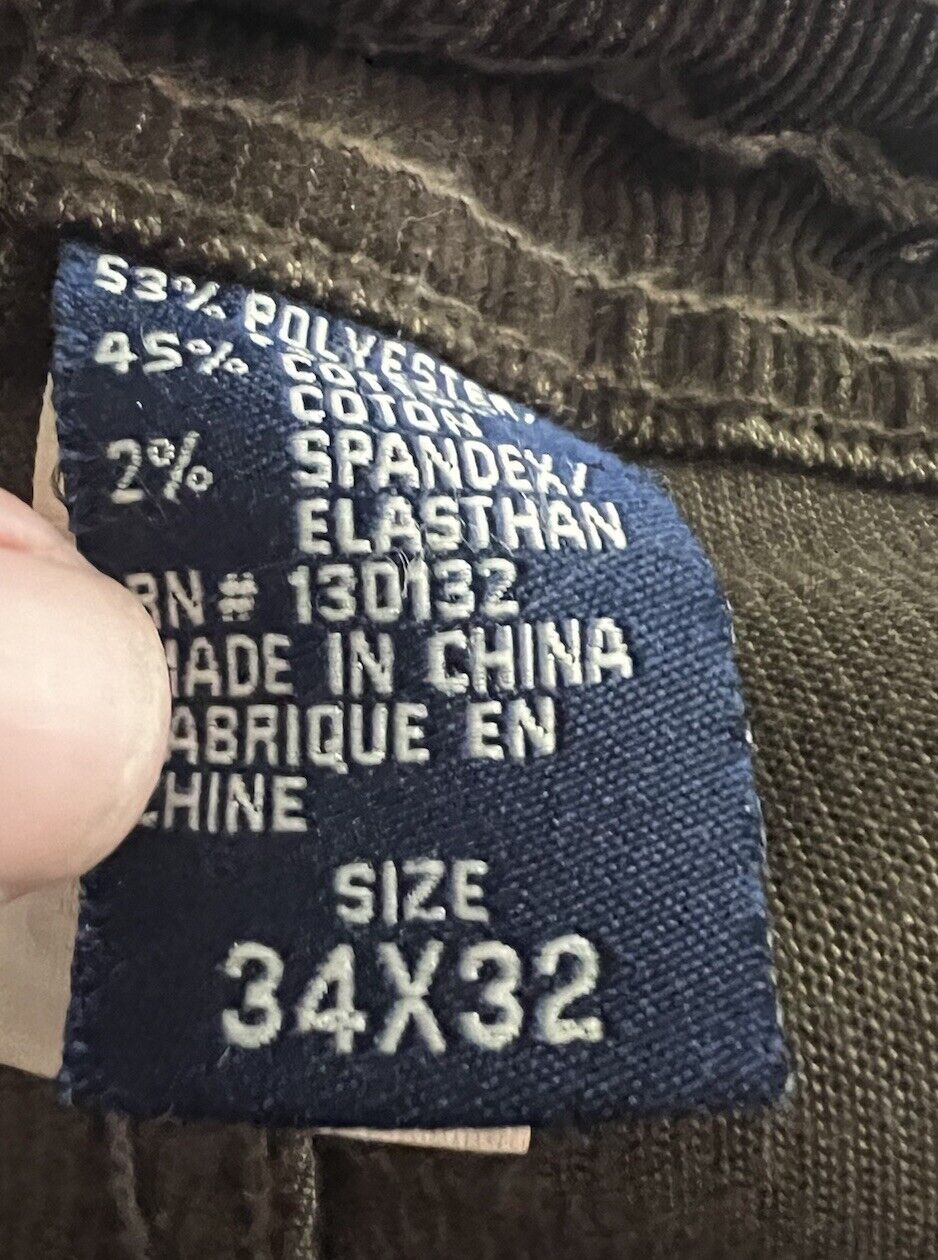 53% POLYESTER,
45% COTTON/
COTON
2% SPANDEX/
ELASTHAN
RN# 130132
MADE IN CHINA
FABRIQUE EN
CHINE
SIZE
34X32